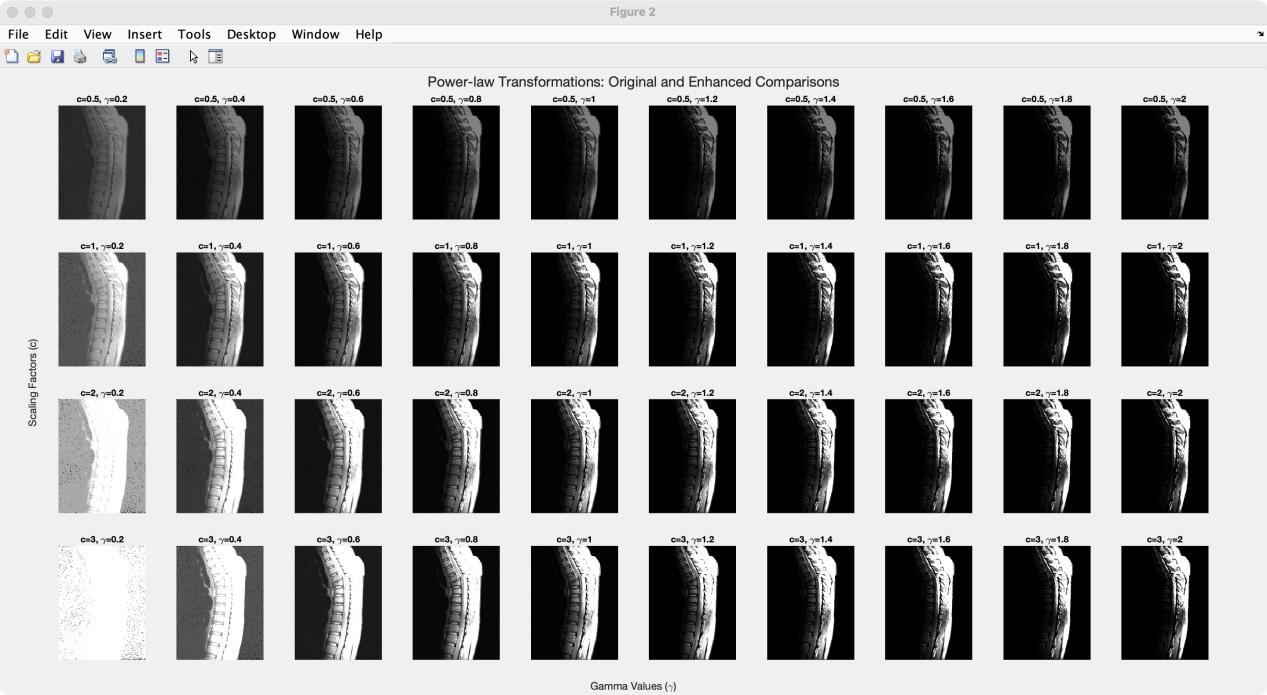 Figure 2
File Edit View Insert Tools Desktop Window Help
Power-law Transformations: Original and Enhanced Comparisons
c=0.5, γ=0.2 c=0.5, γ=0.4 c=0.5, γ=0.6 c=0.5, γ=0.8 c=0.5, γ=1 c=0.5, γ=1.2 c=0.5, γ=1.4 c=0.5, γ=1.6 c=0.5, γ=1.8 c=0.5, γ=2
c=1, γ=0.2 c=1, γ=0.4 c=1, γ=0.6 c=1, γ=0.8 c=1, γ=1 c=1, γ=1.2 c=1, γ=1.4 c=1, γ=1.6 c=1, γ=1.8 c=1, γ=2
Scaling Factors (c)
c=2, γ=0.2 c=2, γ=0.4 c=2, γ=0.6 c=2, γ=0.8 c=2, γ=1 c=2, γ=1.2 c=2, γ=1.4 c=2, γ=1.6 c=2, γ=1.8 c=2, γ=2
c=3, γ=0.2 c=3, γ=0.4 c=3, γ=0.6 c=3, γ=0.8 c=3, γ=1 c=3, γ=1.2 c=3, γ=1.4 c=3, γ=1.6 c=3, γ=1.8 c=3, γ=2
Gamma Values (γ)